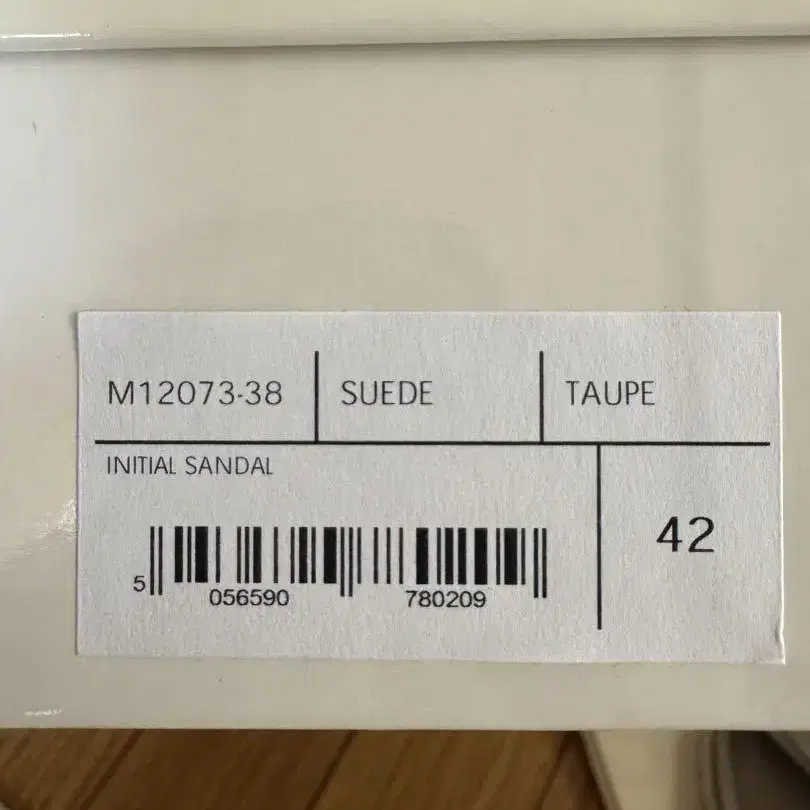 M12073-38 SUEDE TAUPE
INITIAL SANDAL
42
5 056590 780209